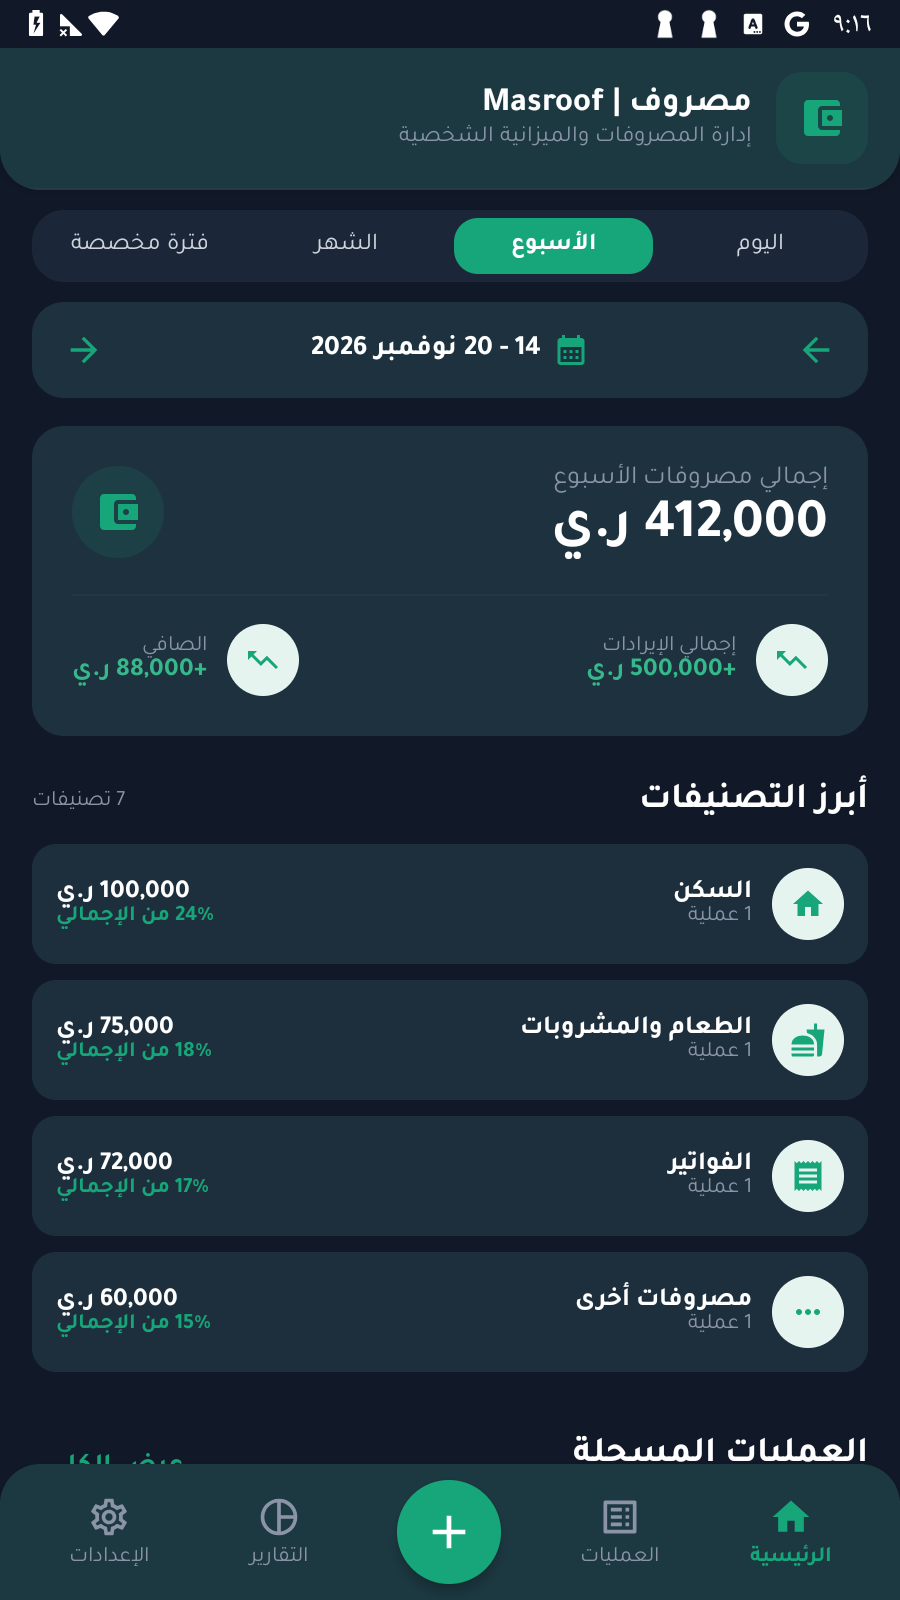 ٩:١٦
مصروف | Masroof
إدارة المصروفات والميزانية الشخصية
اليوم
الأسبوع
الشهر
فترة مخصصة
14 - 20 نوفمبر 2026
إجمالي مصروفات الأسبوع
412,000 ر.ي
إجمالي الإيرادات
+500,000 ر.ي
الصافي
+88,000 ر.ي
أبرز التصنيفات
7 تصنيفات
السكن
1 عملية
100,000 ر.ي
24% من الإجمالي
الطعام والمشروبات
1 عملية
75,000 ر.ي
18% من الإجمالي
الفواتير
1 عملية
72,000 ر.ي
17% من الإجمالي
مصروفات أخرى
1 عملية
60,000 ر.ي
15% من الإجمالي
العمليات المسجلة
عرض الكل
الرئيسية
العمليات
التقارير
الإعدادات